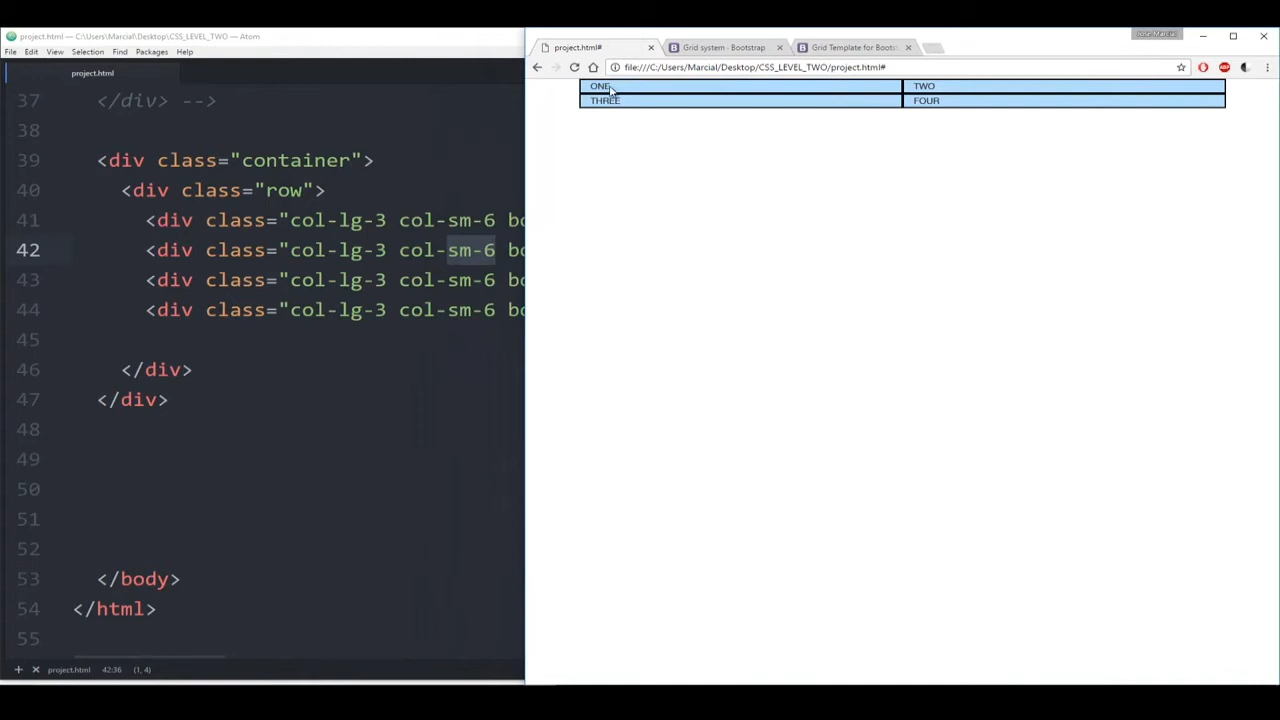 project.html — C:\Users\Marcial\Desktop\CSS_LEVEL_TWO — Atom
File Edit View Selection Find Packages Help
project.html
37 </div> -->
38
39 <div class="container">
40 <div class="row">
41 <div class="col-lg-3 col-sm-6 bo
42 <div class="col-lg-3 col-sm-6 bo
43 <div class="col-lg-3 col-sm-6 bo
44 <div class="col-lg-3 col-sm-6 bo
45
46 </div>
47 </div>
48
49
50
51
52
53 </body>
54 </html>
55
+ × project.html 42:36 (1, 4)
Jose Marcial
project.html# Grid system · Bootstrap Grid Template for Boots
file:///C:/Users/Marcial/Desktop/CSS_LEVEL_TWO/project.html#
ABP
ONE TWO
THREE FOUR